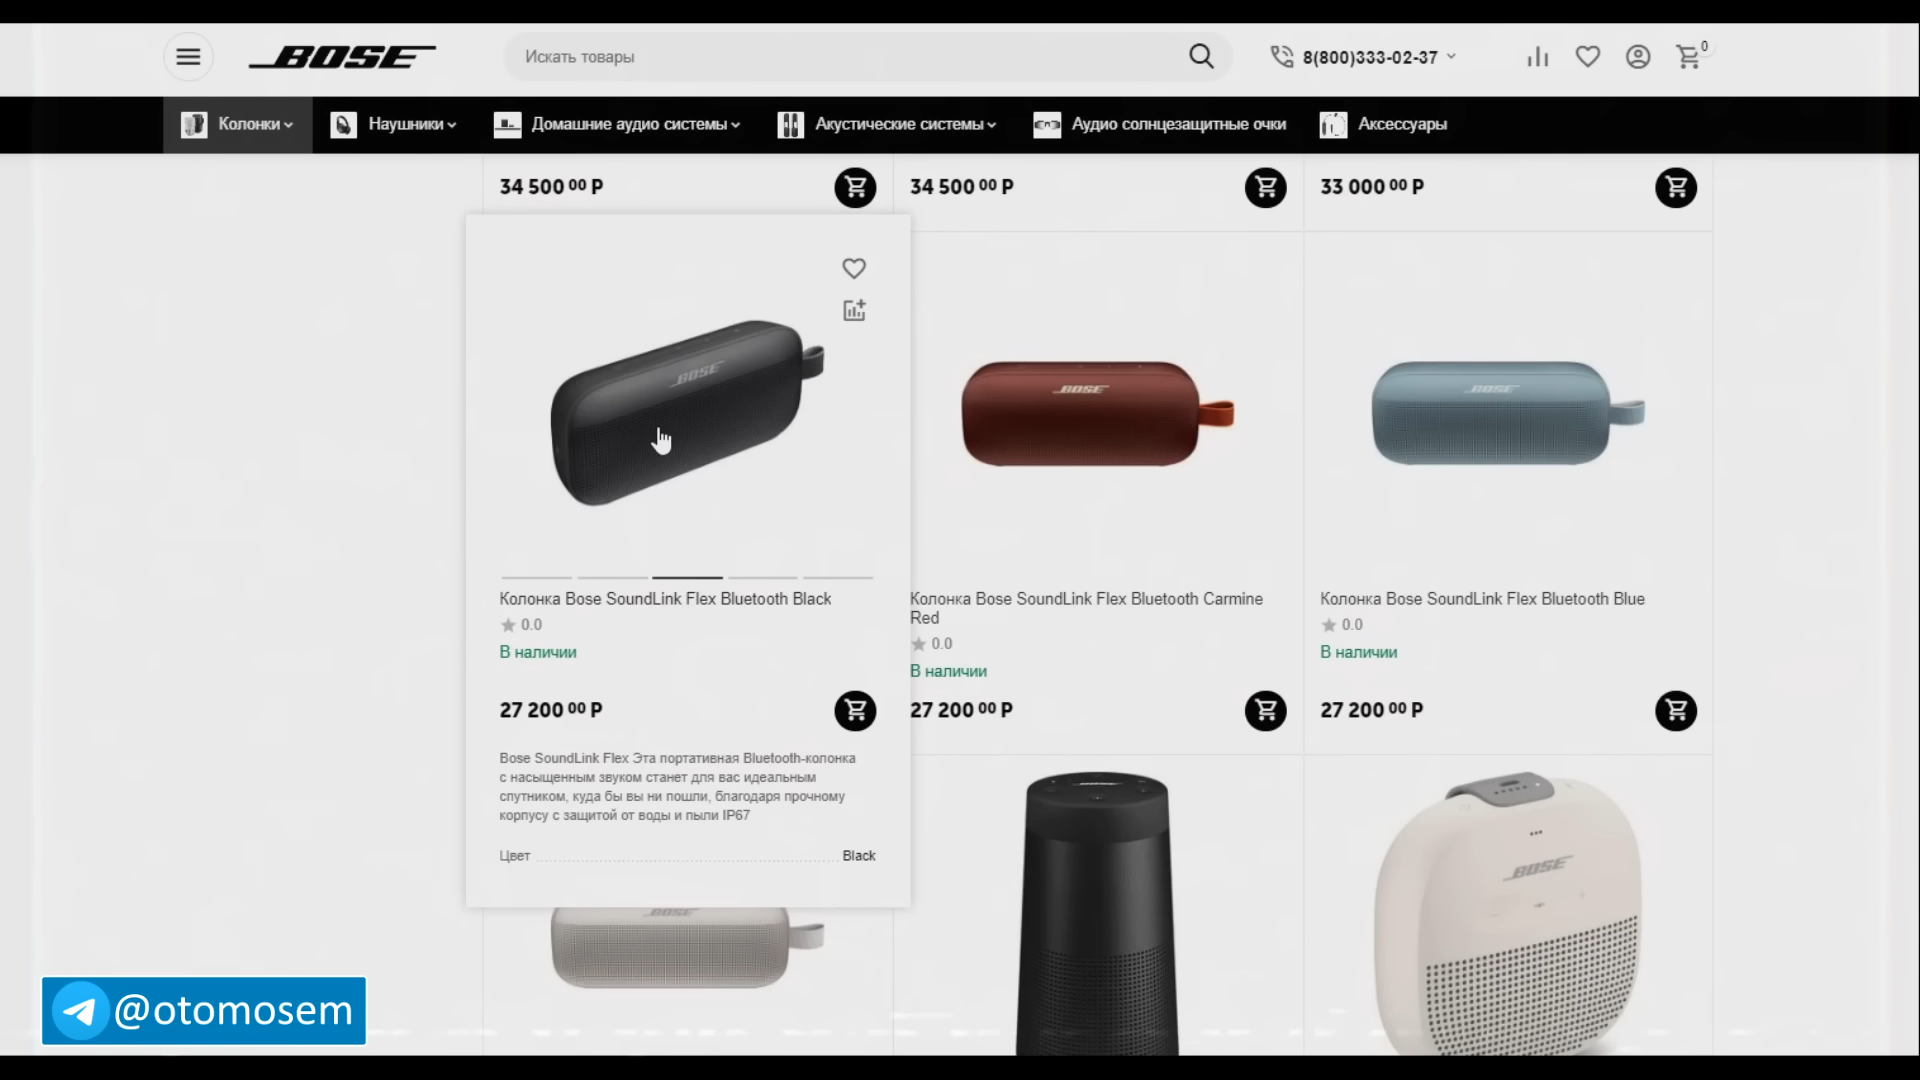 BOSE
Искать товары
8(800)333-02-37
0
Колонки
Наушники
Домашние аудио системы
Акустические системы
Аудио солнцезащитные очки
Аксессуары
34 500 00 Р
34 500 00 Р
33 000 00 Р
BOSE
BOSE
BOSE
Колонка Bose SoundLink Flex Bluetooth Black
0.0
В наличии
27 200 00 Р
Колонка Bose SoundLink Flex Bluetooth Carmine
Red
0.0
В наличии
27 200 00 Р
Колонка Bose SoundLink Flex Bluetooth Blue
0.0
В наличии
27 200 00 Р
Bose SoundLink Flex Эта портативная Bluetooth-колонка
с насыщенным звуком станет для вас идеальным
спутником, куда бы вы ни пошли, благодаря прочному
корпусу с защитой от воды и пыли IP67
Цвет
Black
BOSE
BOSE
@otomosem